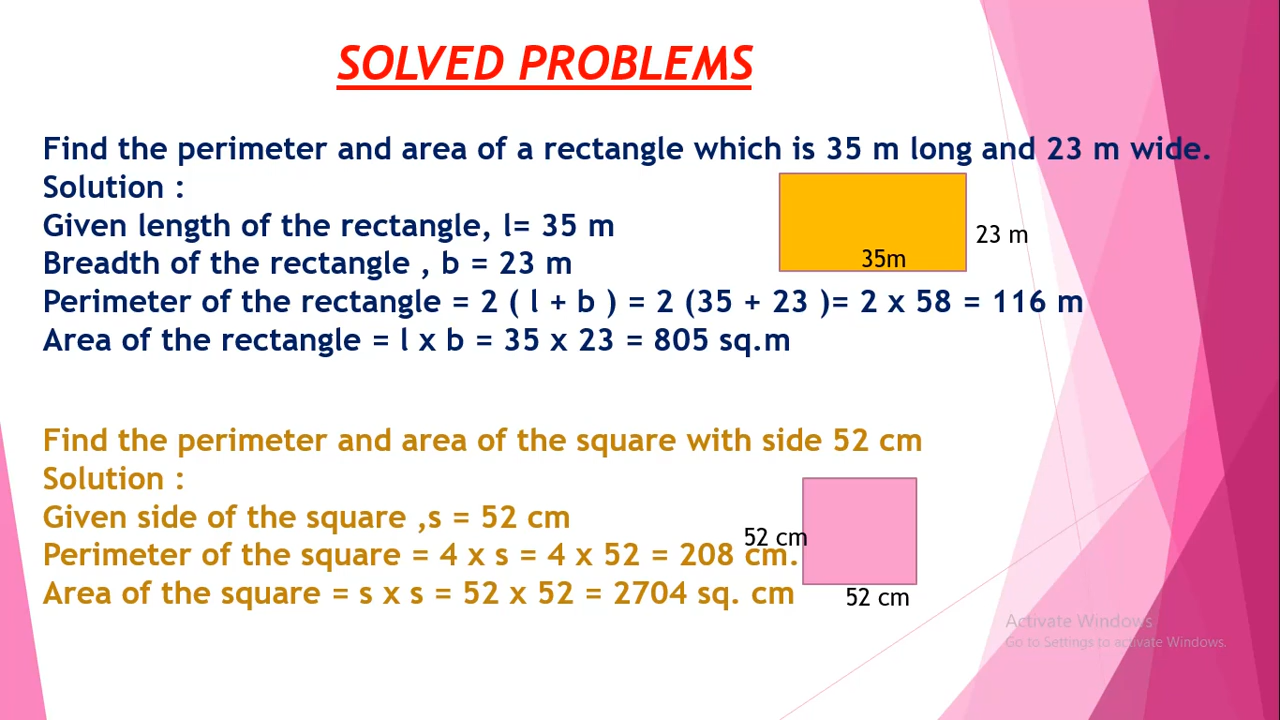 SOLVED PROBLEMS
Find the perimeter and area of a rectangle which is 35 m long and 23 m wide.
Solution :
Given length of the rectangle, l= 35 m
Breadth of the rectangle , b = 23 m
Perimeter of the rectangle = 2 ( l + b ) = 2 (35 + 23 )= 2 x 58 = 116 m
Area of the rectangle = l x b = 35 x 23 = 805 sq.m
23 m
35m
Find the perimeter and area of the square with side 52 cm
Solution :
Given side of the square ,s = 52 cm
Perimeter of the square = 4 x s = 4 x 52 = 208 cm.
Area of the square = s x s = 52 x 52 = 2704 sq. cm
52 cm
52 cm
Activate Windows
Go to Settings to activate Windows.